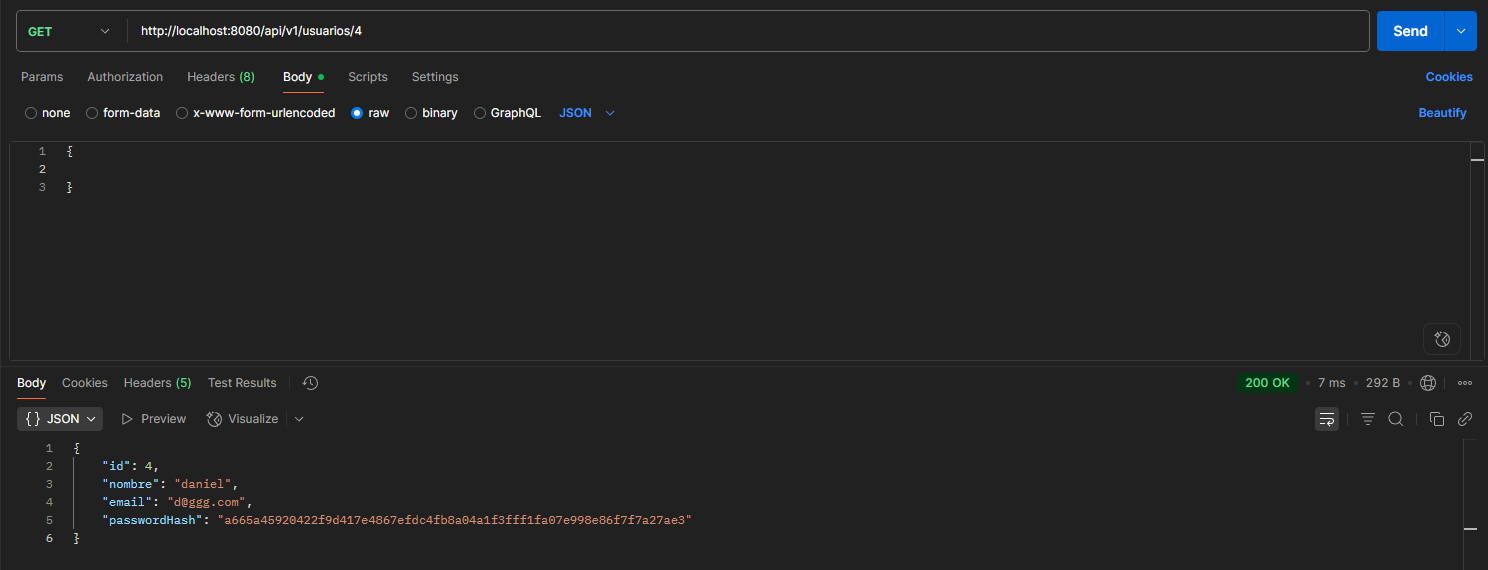 GET http://localhost:8080/api/v1/usuarios/4 Send
Params Authorization Headers (8) Body Scripts Settings Cookies
none form-data x-www-form-urlencoded raw binary GraphQL JSON Beautify
1 {
2
3 }
Body Cookies Headers (5) Test Results 200 OK • 7 ms • 292 B
{} JSON Preview Visualize
1 {
2 "id": 4,
3 "nombre": "daniel",
4 "email": "d@ggg.com",
5 "passwordHash": "a665a45920422f9d417e4867efdc4fb8a04a1f3fff1fa07e998e86f7f7a27ae3"
6 }